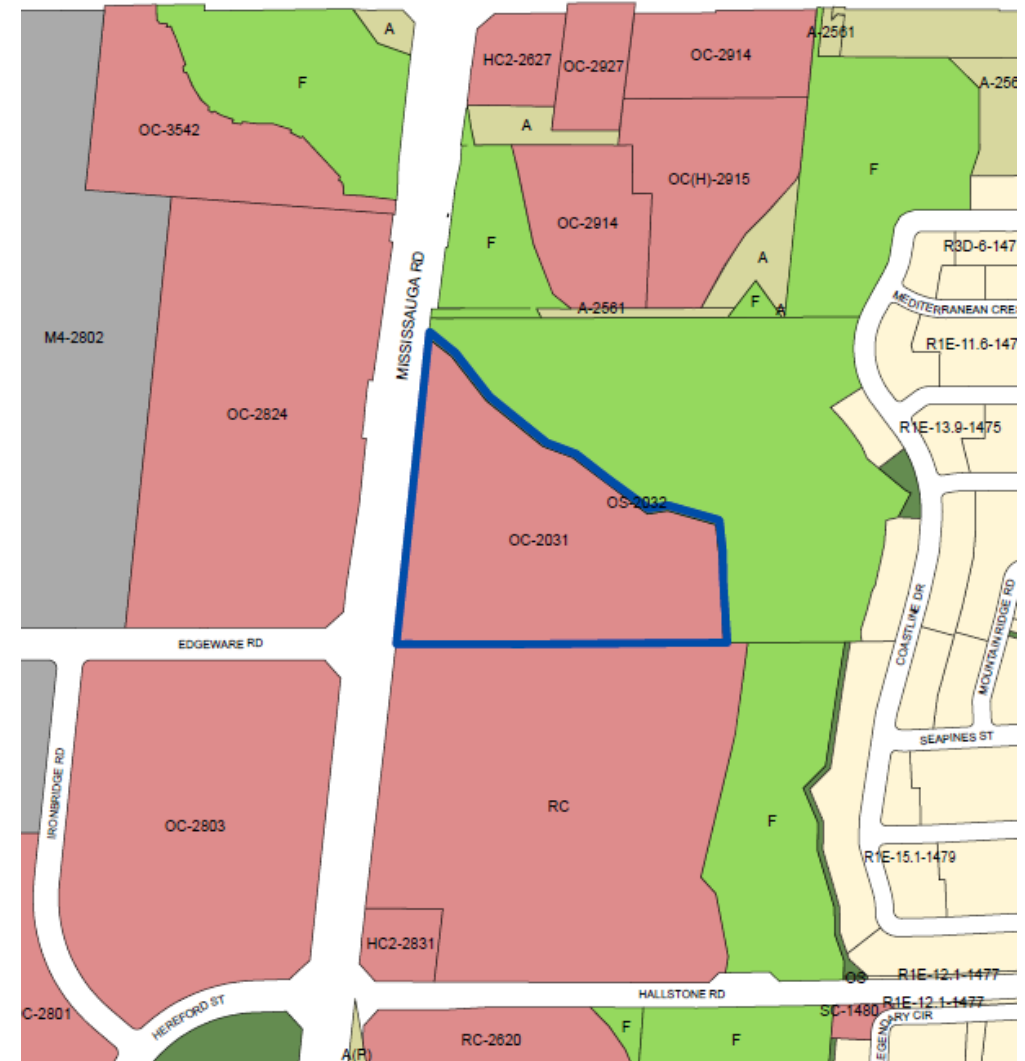 A
A-2561
HC2-2627
OC-2927
OC-2914
A-256
F
OC-3542
A
OC(H)-2915
F
OC-2914
F
A
R3D-6-147
MISSISSAUGA RD
F
A
A-2561
MEDITERRANEAN CRES
M4-2802
R1E-11.6-147
OC-2824
R1E-13.9-1475
OS-2032
OC-2031
COASTLINE DR
MOUNTAIN RIDGE RD
EDGEWARE RD
SEAPINES ST
IRONBRIDGE RD
RC
OC-2803
F
R1E-15.1-1479
HC2-2831
OS
R1E-12.1-1477
HALLSTONE RD
R1E-12.1-1477
C-2801
HEREFORD ST
SC-1480
EGENDARY CIR
F
RC-2620
F
A(P)